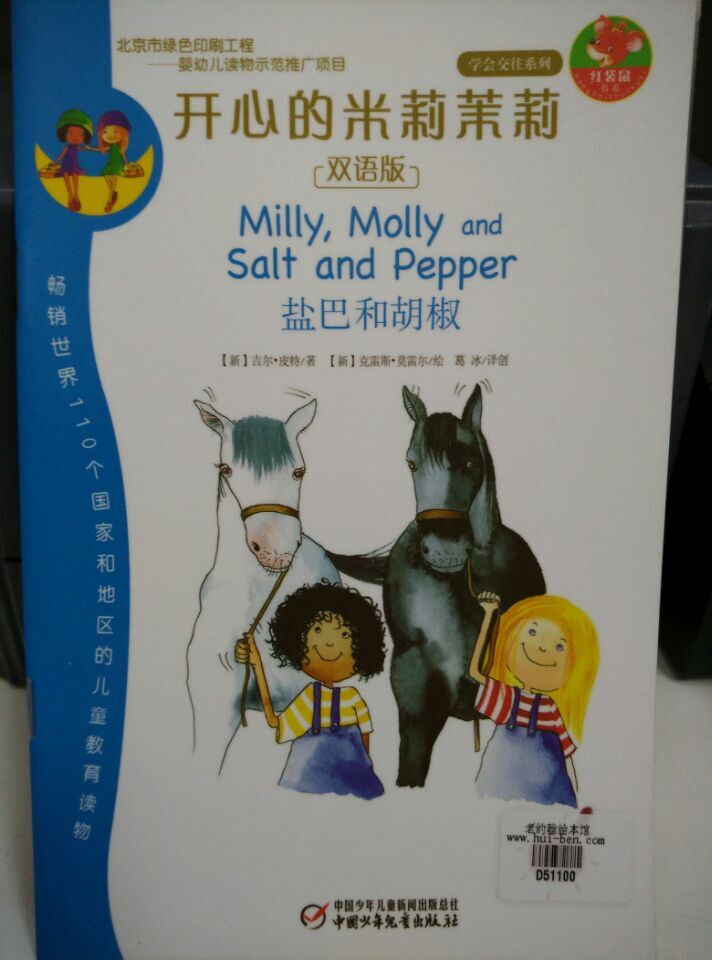 北京市绿色印刷工程
——婴幼儿读物示范推广项目
学会交往系列
红袋鼠
书系
开心的米莉茉莉
双语版
Milly, Molly and
Salt and Pepper
盐巴和胡椒
【新】吉尔·皮特/著 【新】克雷斯·莫雷尔/绘 葛 冰/译创
畅销世界110个国家和地区的儿童教育读物
老约翰绘本馆
www.hui-ben.com
D51100
中国少年儿童新闻出版总社
中国少年儿童出版社